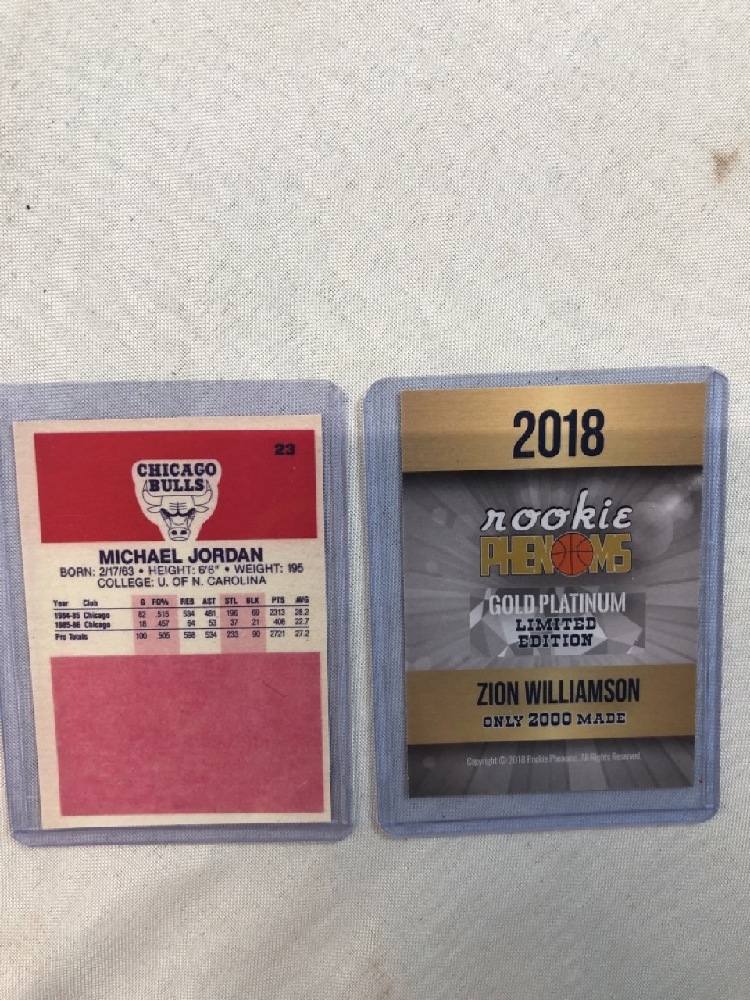 23
CHICAGO
BULLS
MICHAEL JORDAN
BORN: 2/17/63 • HEIGHT: 6'6" • WEIGHT: 195
COLLEGE: U. OF N. CAROLINA
Year Club G FG% REB AST STL BLK PTS AVG
1984-85 Chicago 82 .515 534 481 196 69 2313 28.2
1985-86 Chicago 18 .457 64 53 37 21 408 22.7
Pro Totals 100 .505 598 534 233 90 2721 27.2
2018
rookie
PHENOMS
GOLD PLATINUM
LIMITED
EDITION
ZION WILLIAMSON
ONLY 2000 MADE
Copyright © 2018 Rookie Phenoms. All Rights Reserved